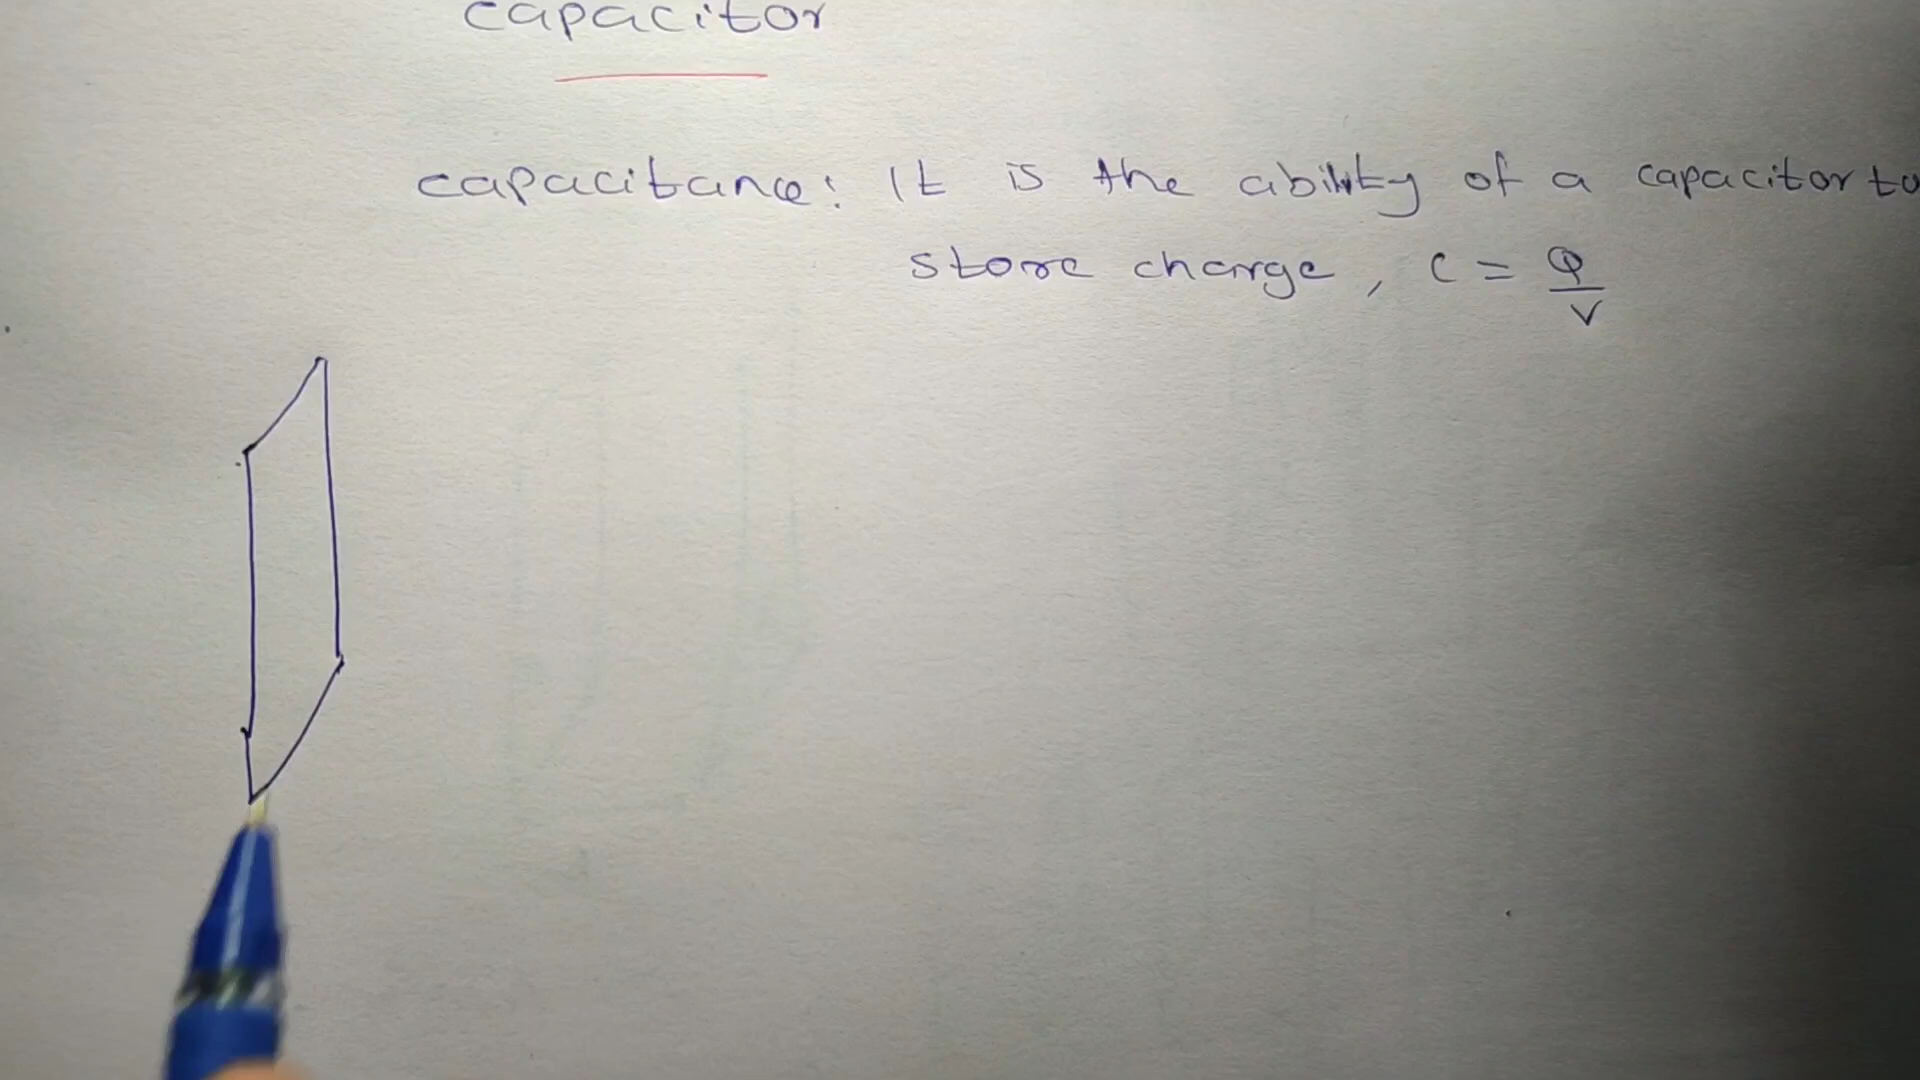 capacitor
capacitance: It is the ability of a capacitor to
store charge, C = Q/V